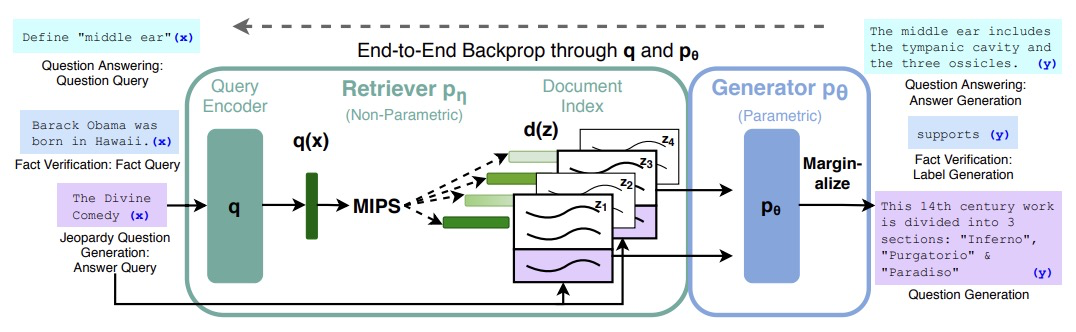 Define "middle ear"(x)
Question Answering:
Question Query
Barack Obama was
born in Hawaii.(x)
Fact Verification: Fact Query
The Divine
Comedy (x)
Jeopardy Question
Generation:
Answer Query
End-to-End Backprop through q and pθ
Query
Encoder
q
Retriever pη
(Non-Parametric)
q(x)
MIPS
Document
Index
d(z)
z4
z3
z2
z1
Generator pθ
(Parametric)
pθ
Margin-
alize
The middle ear includes
the tympanic cavity and
the three ossicles. (y)
Question Answering:
Answer Generation
supports (y)
Fact Verification:
Label Generation
This 14th century work
is divided into 3
sections: "Inferno",
"Purgatorio" &
"Paradiso" (y)
Question Generation